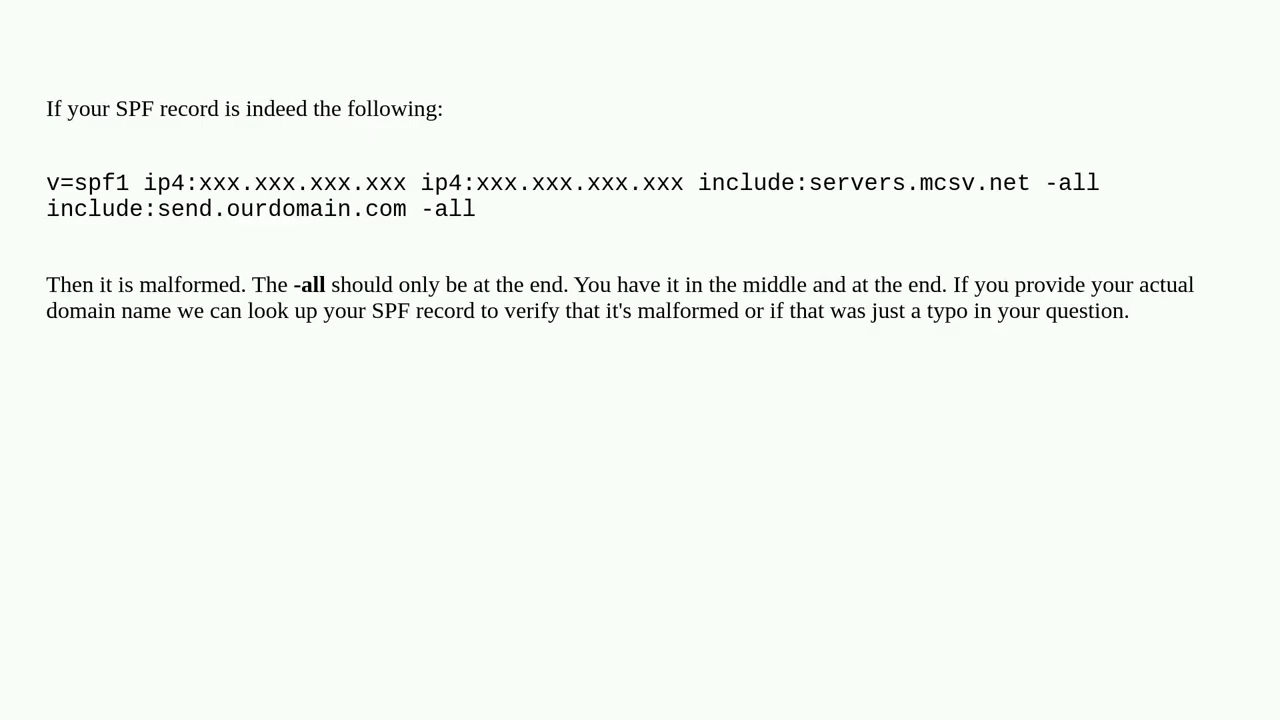 If your SPF record is indeed the following:
v=spf1 ip4:xxx.xxx.xxx.xxx ip4:xxx.xxx.xxx.xxx include:servers.mcsv.net -all
include:send.ourdomain.com -all
Then it is malformed. The -all should only be at the end. You have it in the middle and at the end. If you provide your actual
domain name we can look up your SPF record to verify that it's malformed or if that was just a typo in your question.